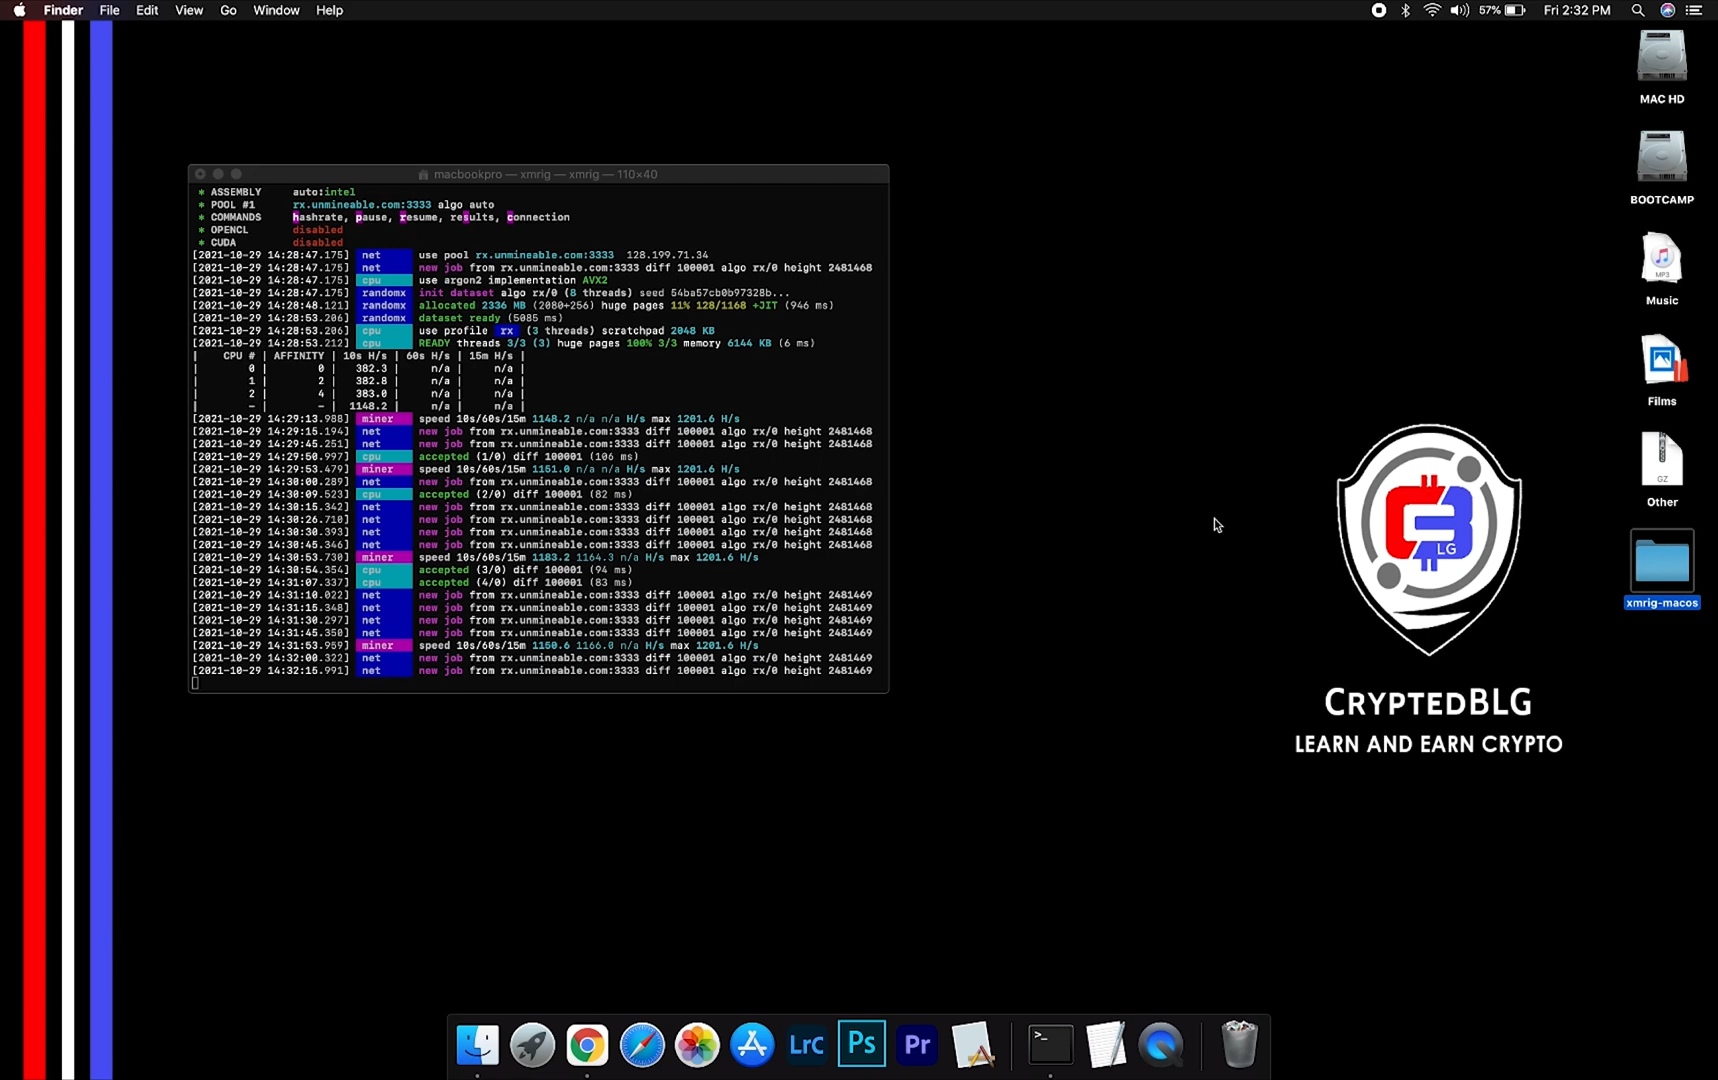 Finder File Edit View Go Window Help
57% Fri 2:32 PM
macbookpro — xmrig — xmrig — 110×40
* ASSEMBLY auto:intel
* POOL #1 rx.unmineable.com:3333 algo auto
* COMMANDS hashrate, pause, resume, results, connection
* OPENCL disabled
* CUDA disabled
[2021-10-29 14:28:47.175] net use pool rx.unmineable.com:3333 128.199.71.34
[2021-10-29 14:28:47.175] net new job from rx.unmineable.com:3333 diff 100001 algo rx/0 height 2481468
[2021-10-29 14:28:47.175] cpu use argon2 implementation AVX2
[2021-10-29 14:28:47.175] randomx init dataset algo rx/0 (8 threads) seed 54ba57cb0b97328b...
[2021-10-29 14:28:48.121] randomx allocated 2336 MB (2080+256) huge pages 11% 128/1168 +JIT (946 ms)
[2021-10-29 14:28:53.206] randomx dataset ready (5085 ms)
[2021-10-29 14:28:53.206] cpu use profile rx (3 threads) scratchpad 2048 KB
[2021-10-29 14:28:53.212] cpu READY threads 3/3 (3) huge pages 100% 3/3 memory 6144 KB (6 ms)
| CPU # | AFFINITY | 10s H/s | 60s H/s | 15m H/s |
| 0 | 0 | 382.3 | n/a | n/a |
| 1 | 2 | 382.8 | n/a | n/a |
| 2 | 4 | 383.0 | n/a | n/a |
| - | - | 1148.2 | n/a | n/a |
[2021-10-29 14:29:13.988] miner speed 10s/60s/15m 1148.2 n/a n/a H/s max 1201.6 H/s
[2021-10-29 14:29:15.194] net new job from rx.unmineable.com:3333 diff 100001 algo rx/0 height 2481468
[2021-10-29 14:29:45.251] net new job from rx.unmineable.com:3333 diff 100001 algo rx/0 height 2481468
[2021-10-29 14:29:50.997] cpu accepted (1/0) diff 100001 (106 ms)
[2021-10-29 14:29:53.479] miner speed 10s/60s/15m 1151.0 n/a n/a H/s max 1201.6 H/s
[2021-10-29 14:30:00.289] net new job from rx.unmineable.com:3333 diff 100001 algo rx/0 height 2481468
[2021-10-29 14:30:09.523] cpu accepted (2/0) diff 100001 (82 ms)
[2021-10-29 14:30:15.342] net new job from rx.unmineable.com:3333 diff 100001 algo rx/0 height 2481468
[2021-10-29 14:30:26.710] net new job from rx.unmineable.com:3333 diff 100001 algo rx/0 height 2481468
[2021-10-29 14:30:30.393] net new job from rx.unmineable.com:3333 diff 100001 algo rx/0 height 2481468
[2021-10-29 14:30:45.346] net new job from rx.unmineable.com:3333 diff 100001 algo rx/0 height 2481468
[2021-10-29 14:30:53.730] miner speed 10s/60s/15m 1183.2 1164.3 n/a H/s max 1201.6 H/s
[2021-10-29 14:30:54.354] cpu accepted (3/0) diff 100001 (94 ms)
[2021-10-29 14:31:07.337] cpu accepted (4/0) diff 100001 (83 ms)
[2021-10-29 14:31:10.022] net new job from rx.unmineable.com:3333 diff 100001 algo rx/0 height 2481469
[2021-10-29 14:31:15.348] net new job from rx.unmineable.com:3333 diff 100001 algo rx/0 height 2481469
[2021-10-29 14:31:30.297] net new job from rx.unmineable.com:3333 diff 100001 algo rx/0 height 2481469
[2021-10-29 14:31:45.350] net new job from rx.unmineable.com:3333 diff 100001 algo rx/0 height 2481469
[2021-10-29 14:31:53.959] miner speed 10s/60s/15m 1150.6 1166.0 n/a H/s max 1201.6 H/s
[2021-10-29 14:32:00.322] net new job from rx.unmineable.com:3333 diff 100001 algo rx/0 height 2481469
[2021-10-29 14:32:15.991] net new job from rx.unmineable.com:3333 diff 100001 algo rx/0 height 2481469
MAC HD
BOOTCAMP
MP3
Music
Films
GZ
Other
xmrig-macos
LG
CRYPTEDBLG
LEARN AND EARN CRYPTO
LrC
Ps
Pr
>_